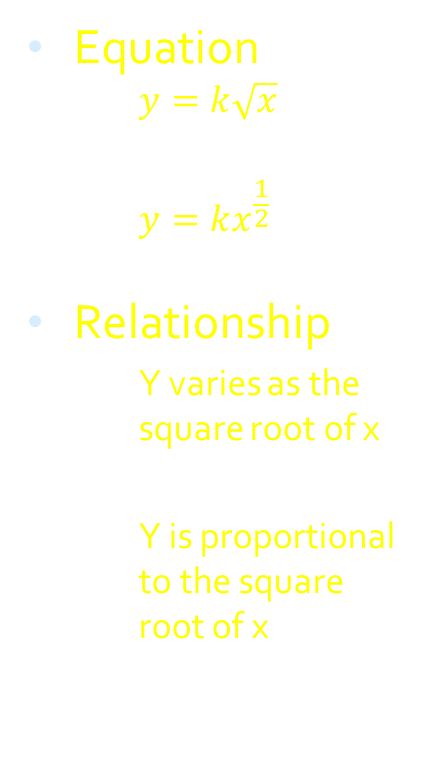 • Equation
y = k√x
y = kx^{1/2}
• Relationship
Y varies as the
square root of x
Y is proportional
to the square
root of x